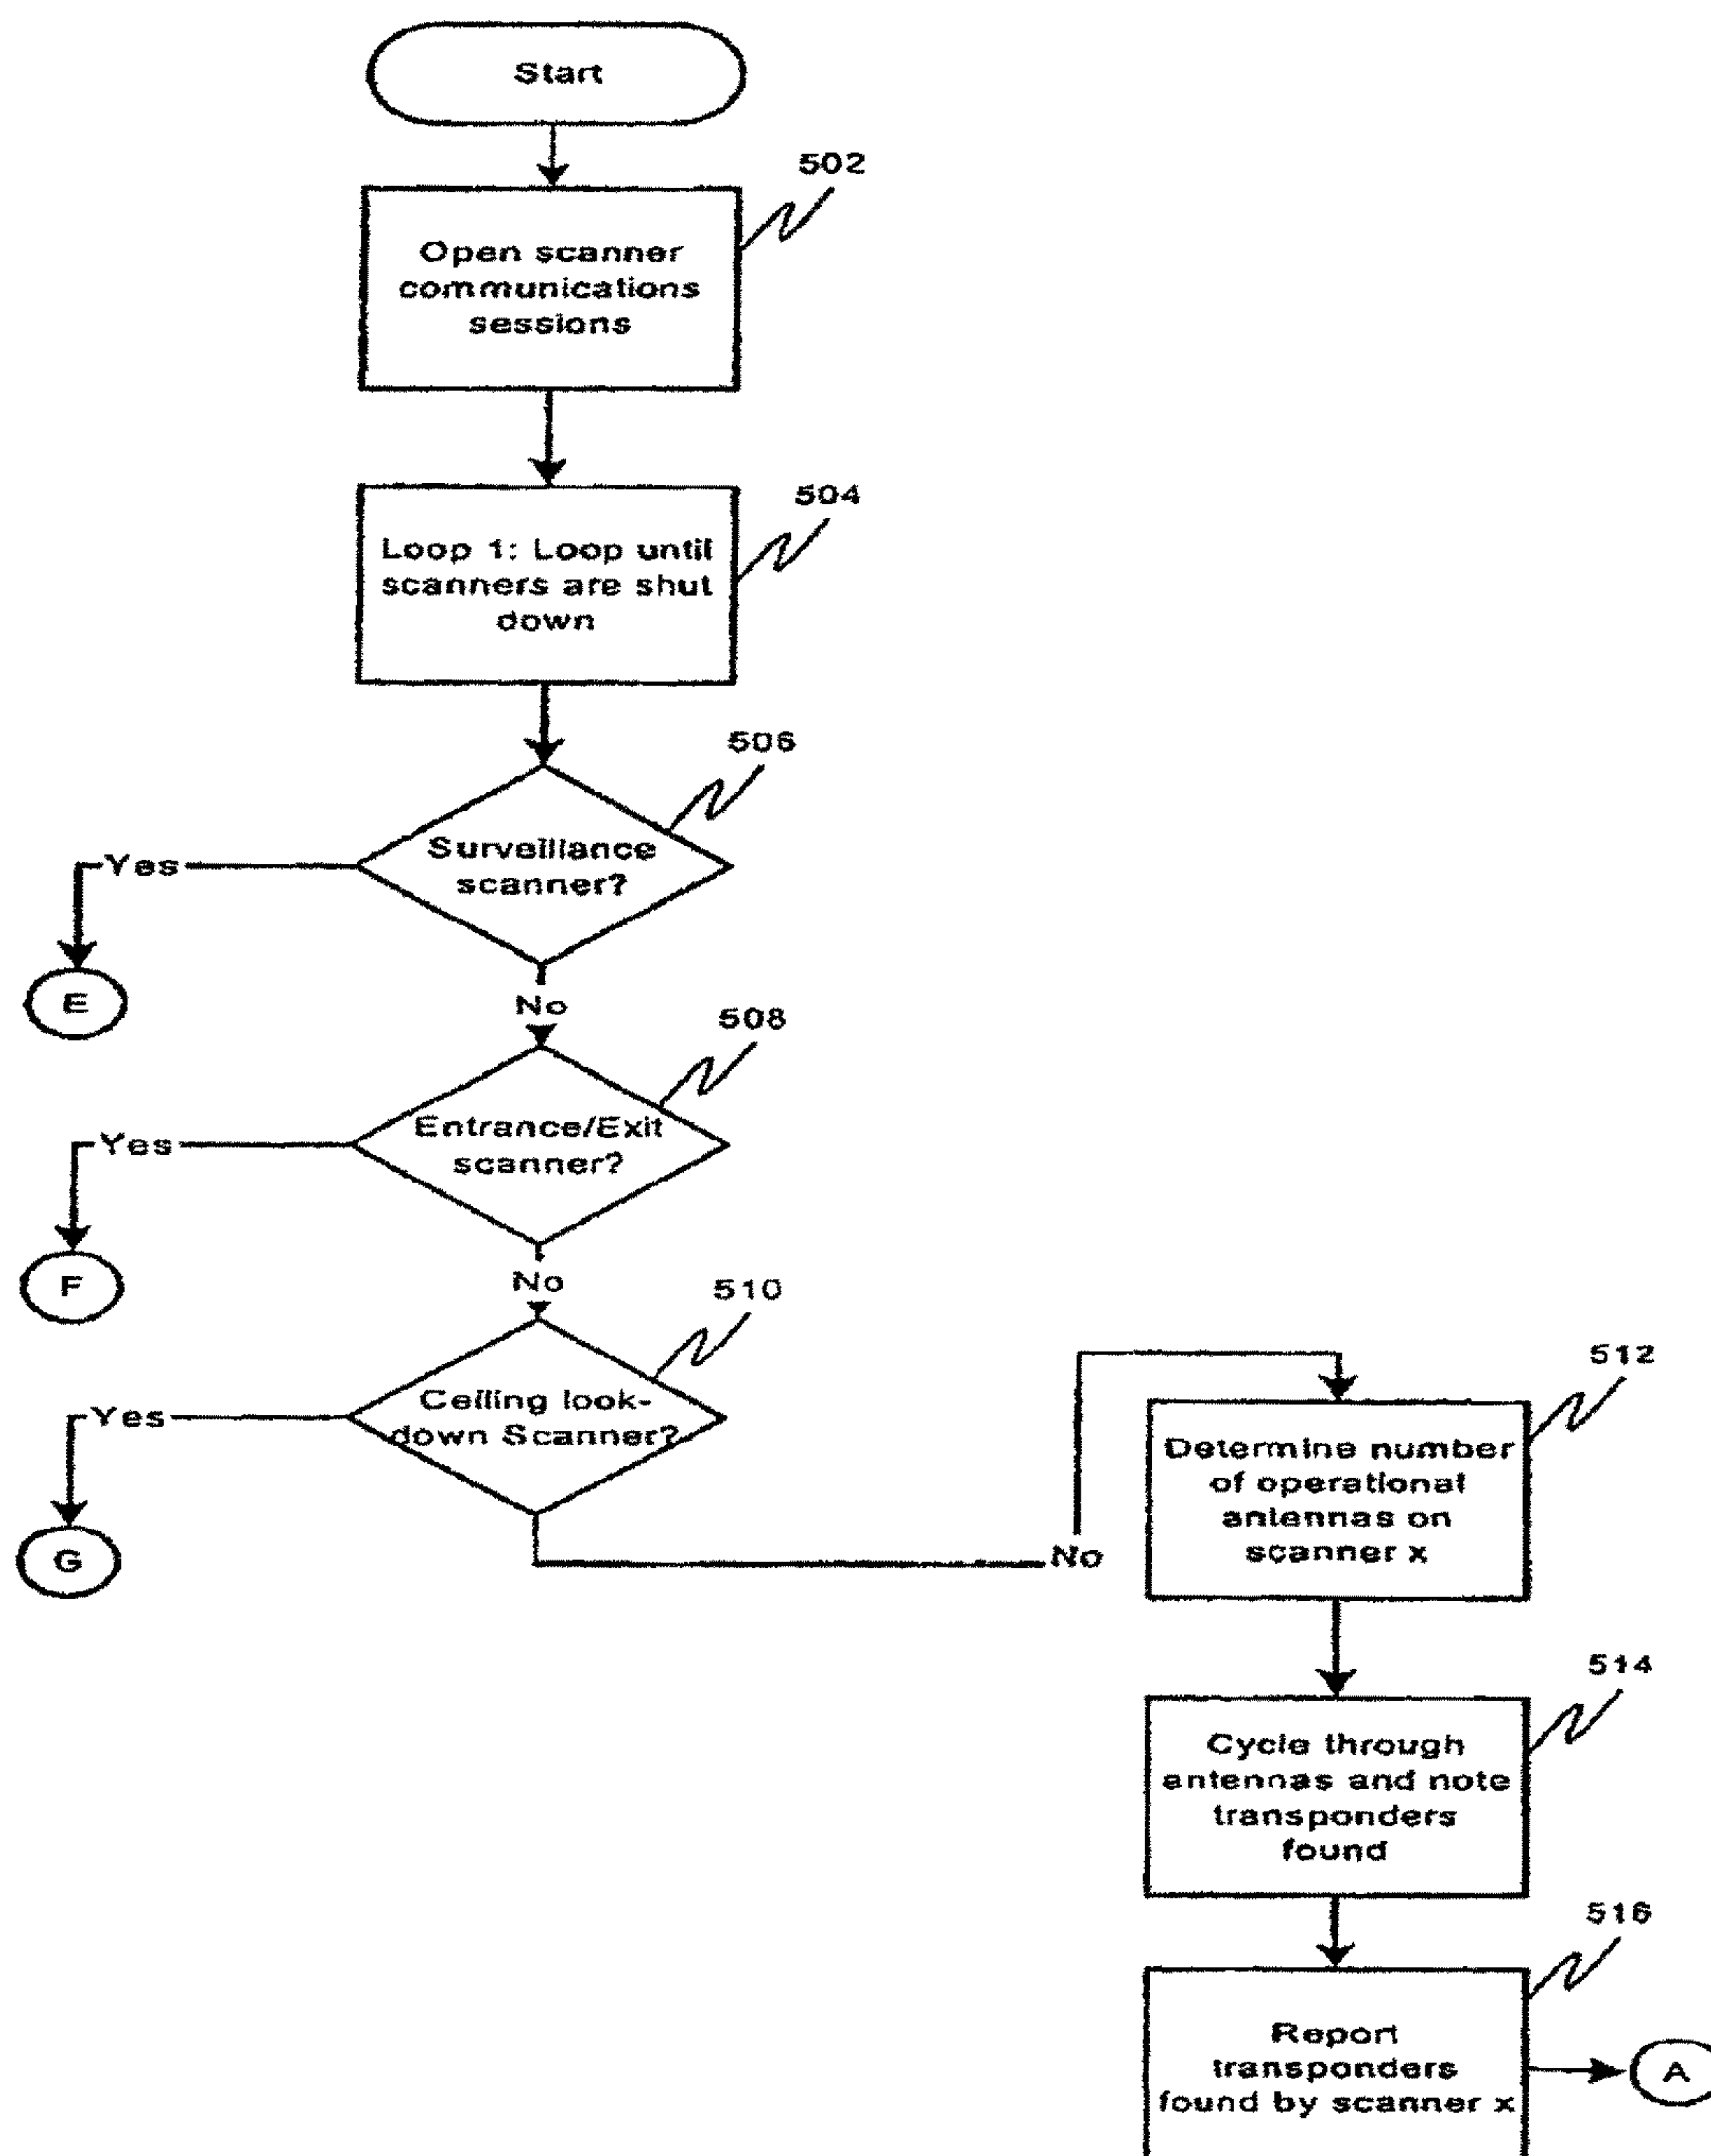 Start
502
Open scanner
communications
sessions
504
Loop 1: Loop until
scanners are shut
down
506
Surveillance
scanner?
Yes
E
No
508
Entrance/Exit
scanner?
Yes
F
No
510
Ceiling look-
down Scanner?
Yes
G
No
512
Determine number
of operational
antennas on
scanner x
514
Cycle through
antennas and note
transponders
found
516
Report
transponders
found by scanner x
A